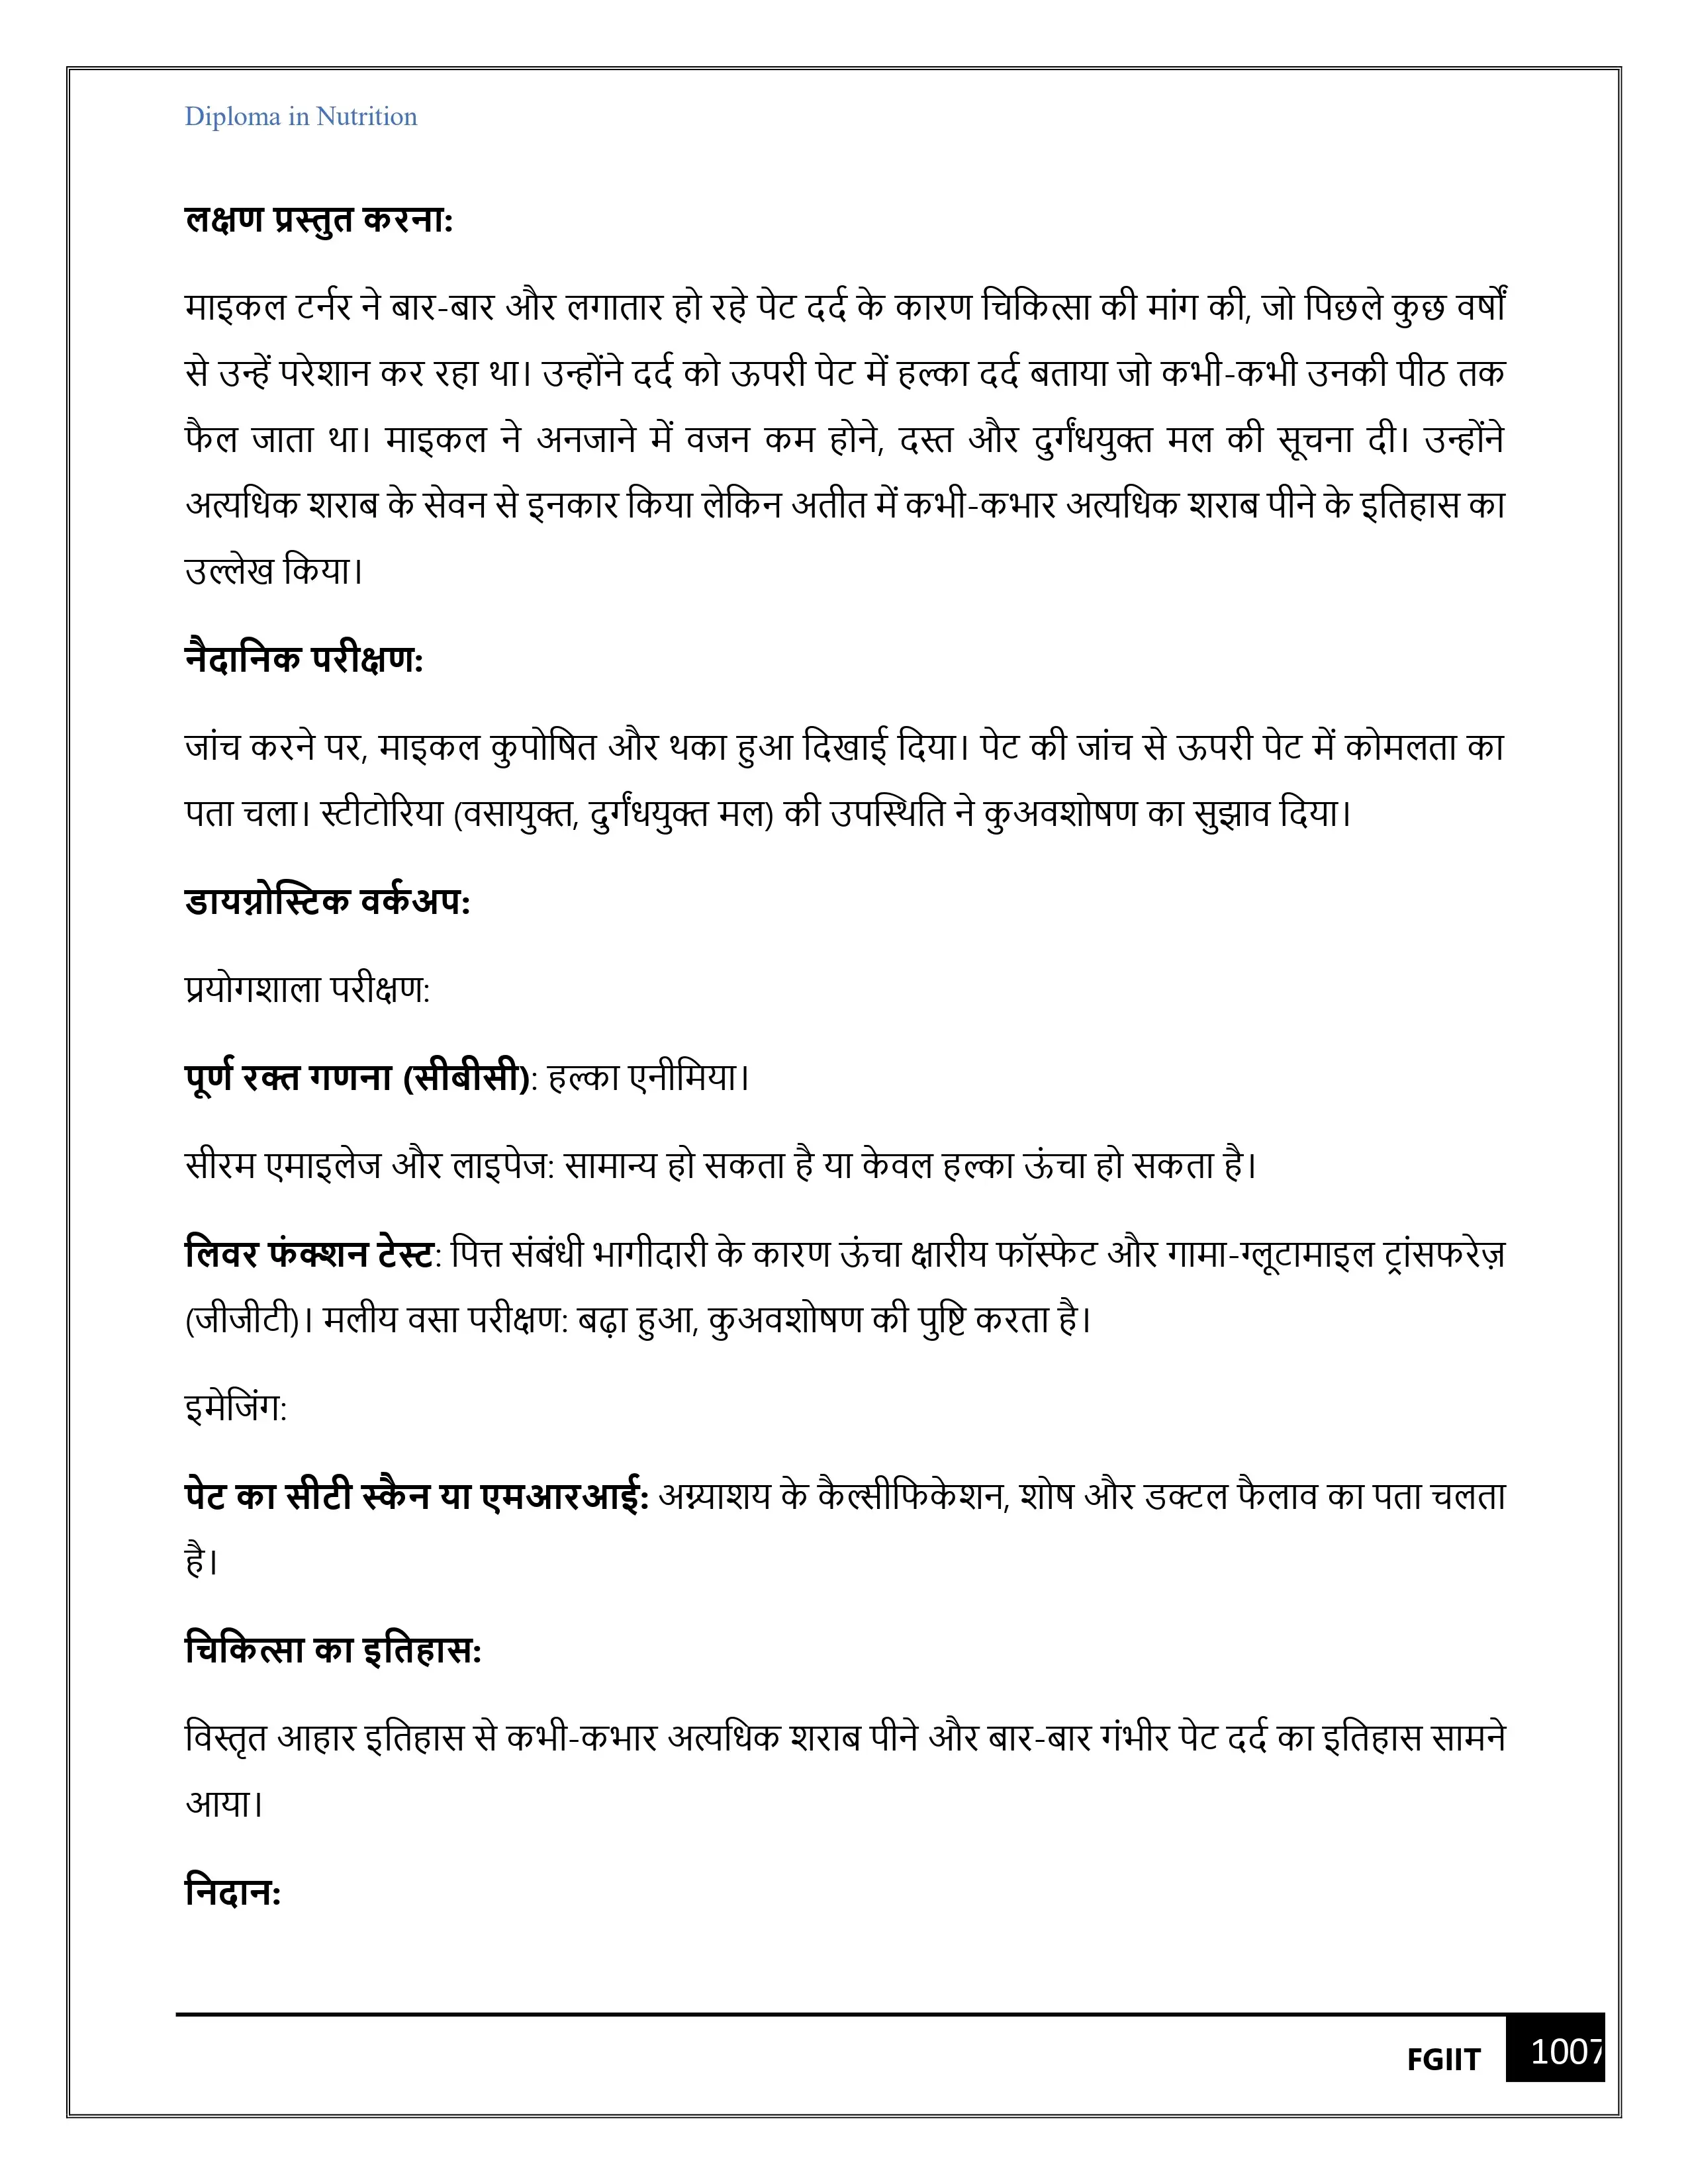 Diploma in Nutrition
लक्षण प्रस्तुत करना:
माइकल टर्नर ने बार-बार और लगातार हो रहे पेट दर्द के कारण चिकित्सा की मांग की, जो पिछले कुछ वर्षों
से उन्हें परेशान कर रहा था। उन्होंने दर्द को ऊपरी पेट में हल्का दर्द बताया जो कभी-कभी उनकी पीठ तक
फैल जाता था। माइकल ने अनजाने में वजन कम होने, दस्त और दुर्गंधयुक्त मल की सूचना दी। उन्होंने
अत्यधिक शराब के सेवन से इनकार किया लेकिन अतीत में कभी-कभार अत्यधिक शराब पीने के इतिहास का
उल्लेख किया।
नैदानिक परीक्षण:
जांच करने पर, माइकल कुपोषित और थका हुआ दिखाई दिया। पेट की जांच से ऊपरी पेट में कोमलता का
पता चला। स्टीटोरिया (वसायुक्त, दुर्गंधयुक्त मल) की उपस्थिति ने कुअवशोषण का सुझाव दिया।
डायग्नोस्टिक वर्कअप:
प्रयोगशाला परीक्षण:
पूर्ण रक्त गणना (सीबीसी): हल्का एनीमिया।
सीरम एमाइलेज और लाइपेज: सामान्य हो सकता है या केवल हल्का ऊंचा हो सकता है।
लिवर फंक्शन टेस्ट: पित्त संबंधी भागीदारी के कारण ऊंचा क्षारीय फॉस्फेट और गामा-ग्लूटामाइल ट्रांसफरेज़
(जीजीटी)। मलीय वसा परीक्षण: बढ़ा हुआ, कुअवशोषण की पुष्टि करता है।
इमेजिंग:
पेट का सीटी स्कैन या एमआरआई: अग्न्याशय के कैल्सीफिकेशन, शोष और डक्टल फैलाव का पता चलता
है।
चिकित्सा का इतिहास:
विस्तृत आहार इतिहास से कभी-कभार अत्यधिक शराब पीने और बार-बार गंभीर पेट दर्द का इतिहास सामने
आया।
निदान:
FGIIT 1007